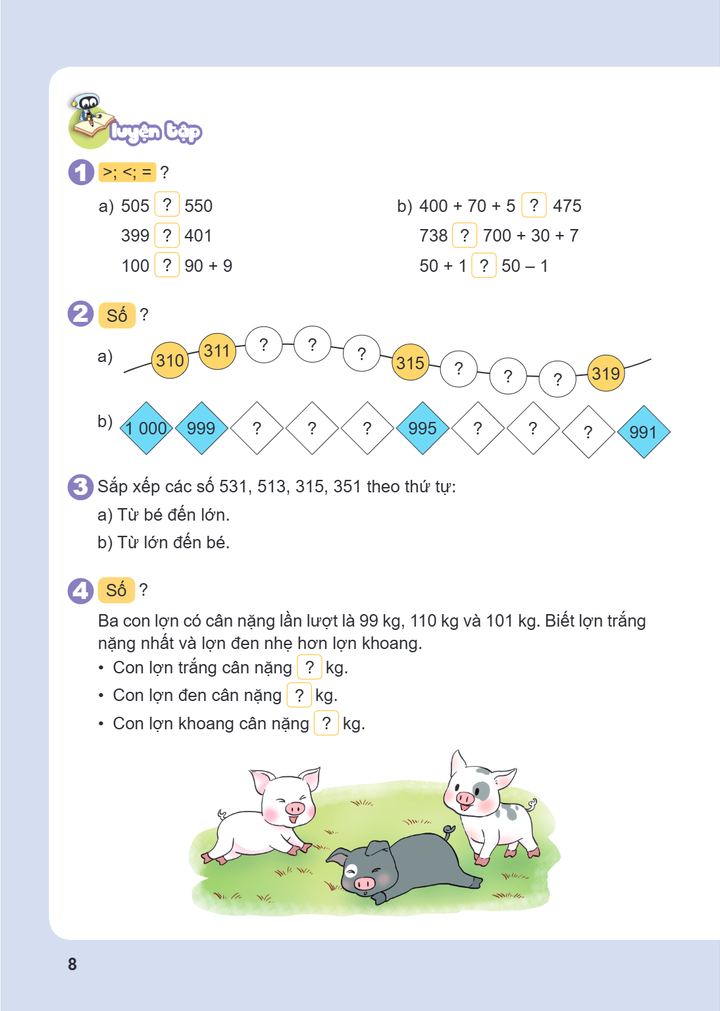 luyện tập
1 >; <; = ?
a) 505 ? 550
399 ? 401
100 ? 90 + 9
b) 400 + 70 + 5 ? 475
738 ? 700 + 30 + 7
50 + 1 ? 50 – 1
2 Số ?
a) 310 311 ? ? ? 315 ? ? ? 319
b) 1 000 999 ? ? ? 995 ? ? ? 991
3 Sắp xếp các số 531, 513, 315, 351 theo thứ tự:
a) Từ bé đến lớn.
b) Từ lớn đến bé.
4 Số ?
Ba con lợn có cân nặng lần lượt là 99 kg, 110 kg và 101 kg. Biết lợn trắng
nặng nhất và lợn đen nhẹ hơn lợn khoang.
• Con lợn trắng cân nặng ? kg.
• Con lợn đen cân nặng ? kg.
• Con lợn khoang cân nặng ? kg.
8